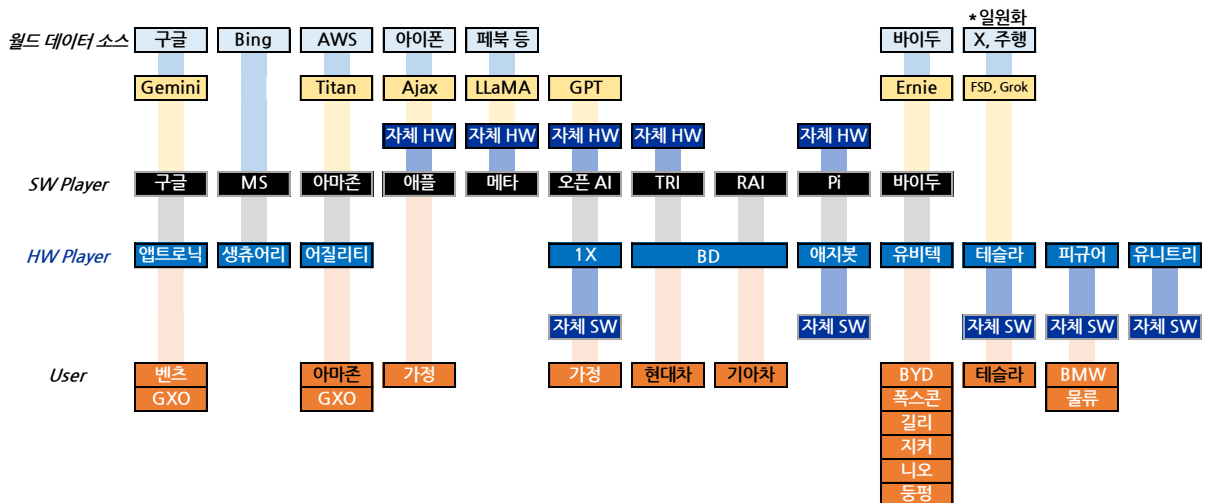 *일원화
월드 데이터 소스 구글 Bing AWS 아이폰 페북 등 바이두 X, 주행
Gemini Titan Ajax LLaMA GPT Ernie FSD, Grok
자체 HW 자체 HW 자체 HW 자체 HW 자체 HW
SW Player 구글 MS 아마존 애플 메타 오픈 AI TRI RAI Pi 바이두
HW Player 앱트로닉 생츄어리 어질리티 1X BD 애지봇 유비텍 테슬라 피규어 유니트리
자체 SW 자체 SW 자체 SW 자체 SW 자체 SW
User 벤츠 아마존 가정 가정 현대차 기아차 BYD 테슬라 BMW
GXO GXO 폭스콘 물류
길리
지커
니오
둥펑